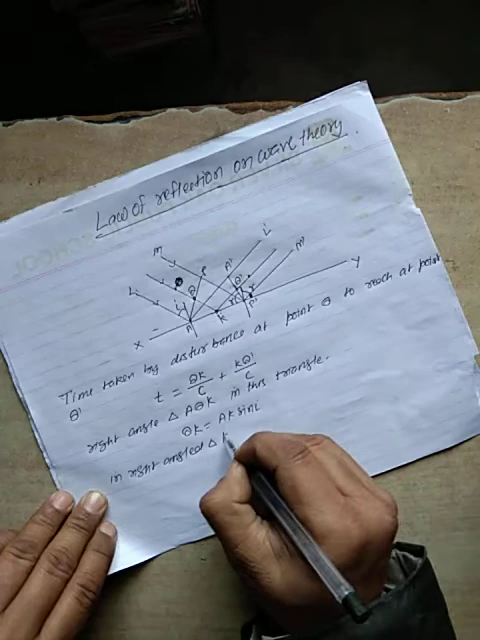 Law of reflection on wave theory.
M
L
P
A'
L'
M'
Y
X
A
K
Time taken by disturbance at point Q to reach at point
Q'
t = QK/C + KQ'/C
right angle Δ AQK in this triangle.
QK = AK sin i
in right angled Δ K